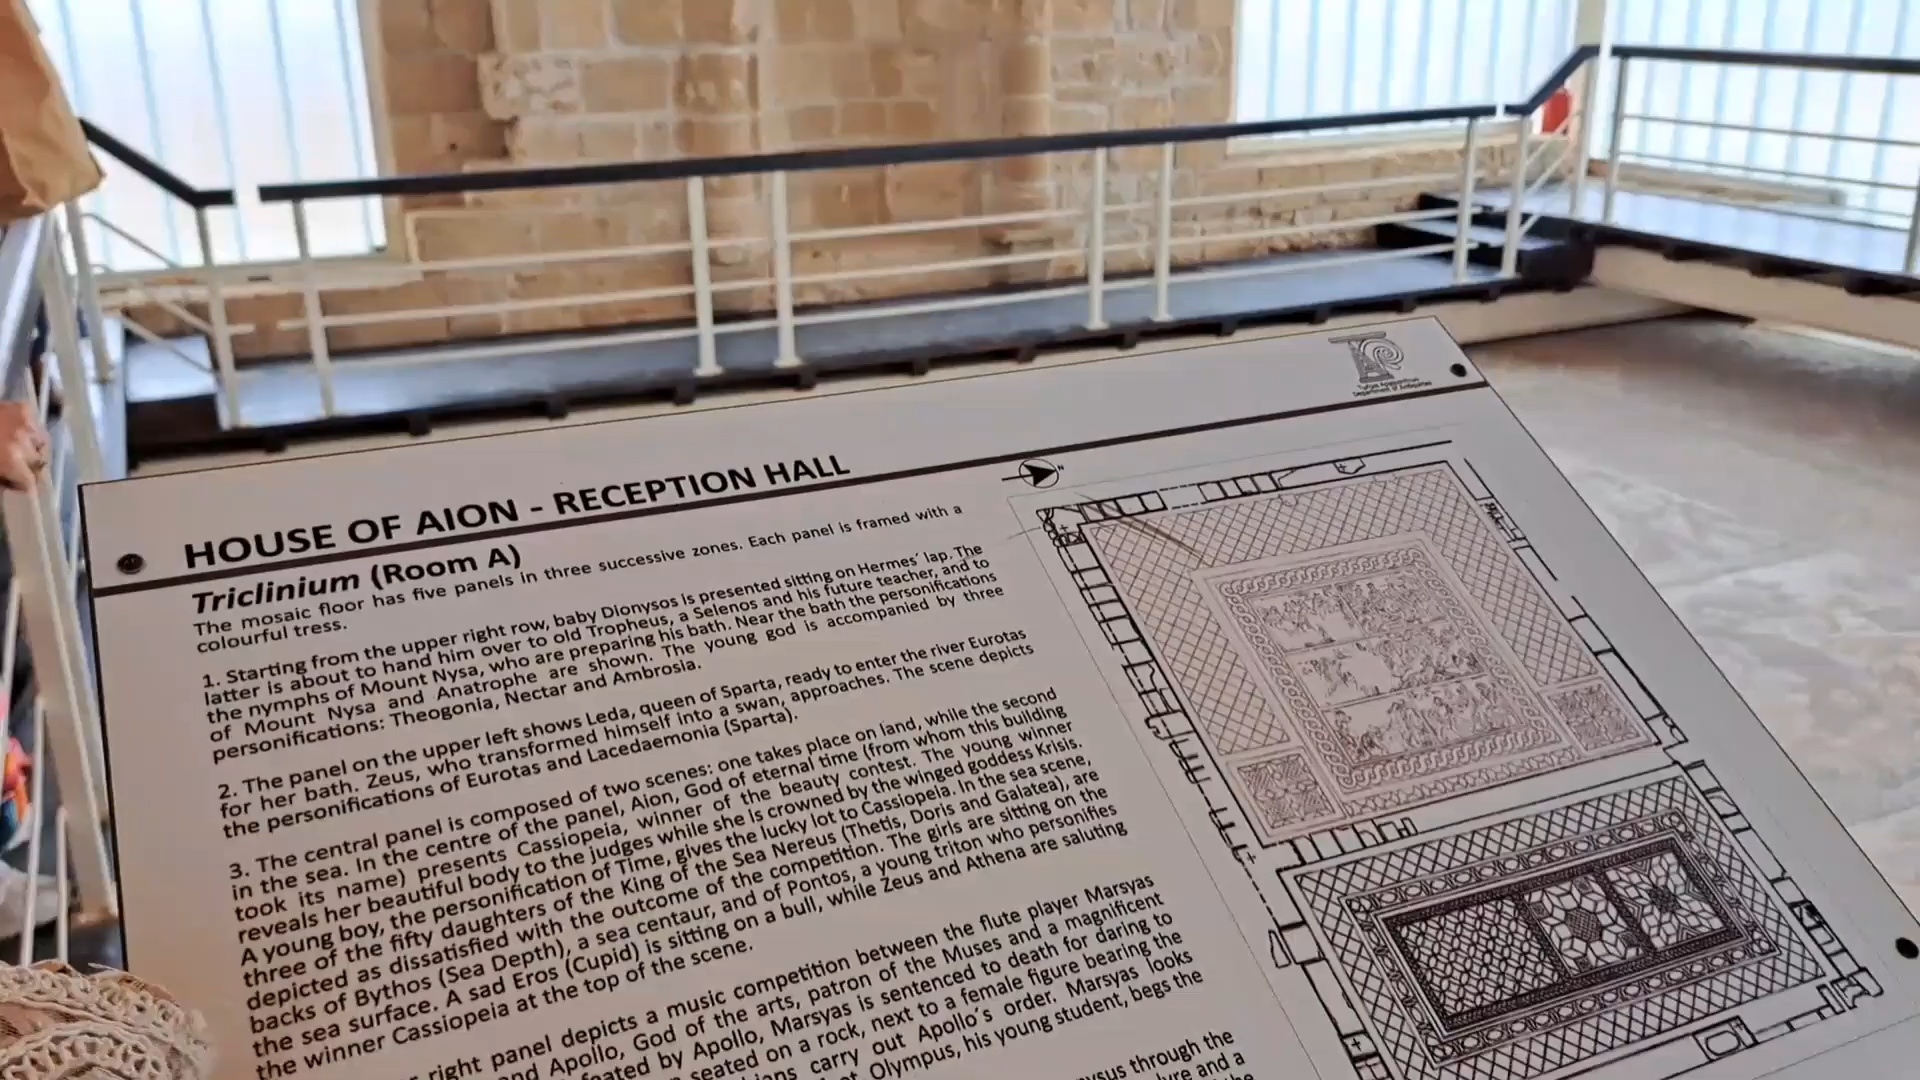 Τμήμα Αρχαιοτήτων
Department of Antiquities
HOUSE OF AION - RECEPTION HALL
N
Triclinium (Room A)
The mosaic floor has five panels in three successive zones. Each panel is framed with a
colourful tress.
1. Starting from the upper right row, baby Dionysos is presented sitting on Hermes' lap. The
latter is about to hand him over to old Tropheus, a Selenos and his future teacher, and to
the nymphs of Mount Nysa, who are preparing his bath. Near the bath the personifications
of Mount Nysa and Anatrophe are shown. The young god is accompanied by three
personifications: Theogonia, Nectar and Ambrosia.
2. The panel on the upper left shows Leda, queen of Sparta, ready to enter the river Eurotas
for her bath. Zeus, who transformed himself into a swan, approaches. The scene depicts
the personifications of Eurotas and Lacedaemonia (Sparta).
3. The central panel is composed of two scenes: one takes place on land, while the second
in the sea. In the centre of the panel, Aion, God of eternal time (from whom this building
took its name) presents Cassiopeia, winner of the beauty contest. The young winner
reveals her beautiful body to the judges while she is crowned by the winged goddess Krisis.
A young boy, the personification of Time, gives the lucky lot to Cassiopeia. In the sea scene,
three of the fifty daughters of the King of the Sea Nereus (Thetis, Doris and Galatea), are
depicted as dissatisfied with the outcome of the competition. The girls are sitting on the
backs of Bythos (Sea Depth), a sea centaur, and of Pontos, a young triton who personifies
the sea surface. A sad Eros (Cupid) is sitting on a bull, while Zeus and Athena are saluting
the winner Cassiopeia at the top of the scene.
right panel depicts a music competition between the flute player Marsyas
Apollo, God of the arts, patron of the Muses and a magnificent
by Apollo, Marsyas is sentenced to death for daring to
seated on a rock, next to a female figure bearing the
carry out Apollo's order. Marsyas looks
Olympus, his young student, begs the
through the
and a